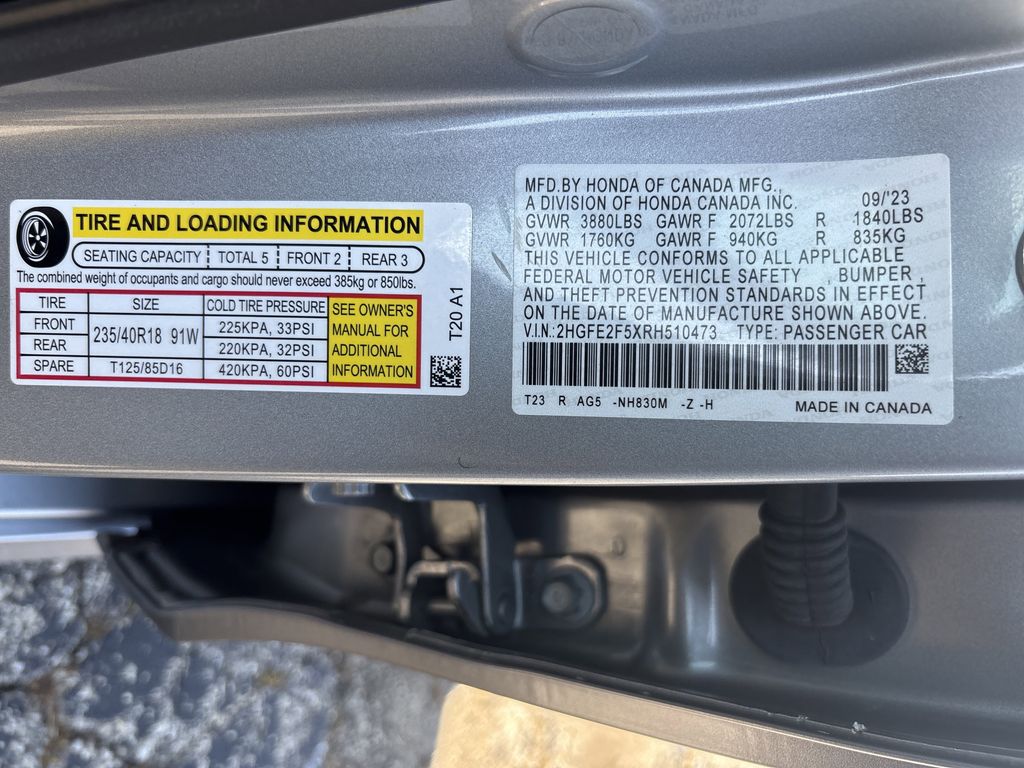 TIRE AND LOADING INFORMATION
SEATING CAPACITY TOTAL 5 FRONT 2 REAR 3
The combined weight of occupants and cargo should never exceed 385kg or 850lbs.
TIRE SIZE COLD TIRE PRESSURE
FRONT 235/40R18 91W 225KPA, 33PSI
REAR 220KPA, 32PSI
SPARE T125/85D16 420KPA, 60PSI
SEE OWNER'S
MANUAL FOR
ADDITIONAL
INFORMATION
T20 A1
MFD.BY HONDA OF CANADA MFG.,
A DIVISION OF HONDA CANADA INC. 09/'23
GVWR 3880LBS GAWR F 2072LBS R 1840LBS
GVWR 1760KG GAWR F 940KG R 835KG
THIS VEHICLE CONFORMS TO ALL APPLICABLE
FEDERAL MOTOR VEHICLE SAFETY , BUMPER ,
AND THEFT PREVENTION STANDARDS IN EFFECT
ON THE DATE OF MANUFACTURE SHOWN ABOVE.
V.I.N.:2HGFE2F5XRH510473 TYPE: PASSENGER CAR
T23 R AG5 -NH830M -Z -H
MADE IN CANADA